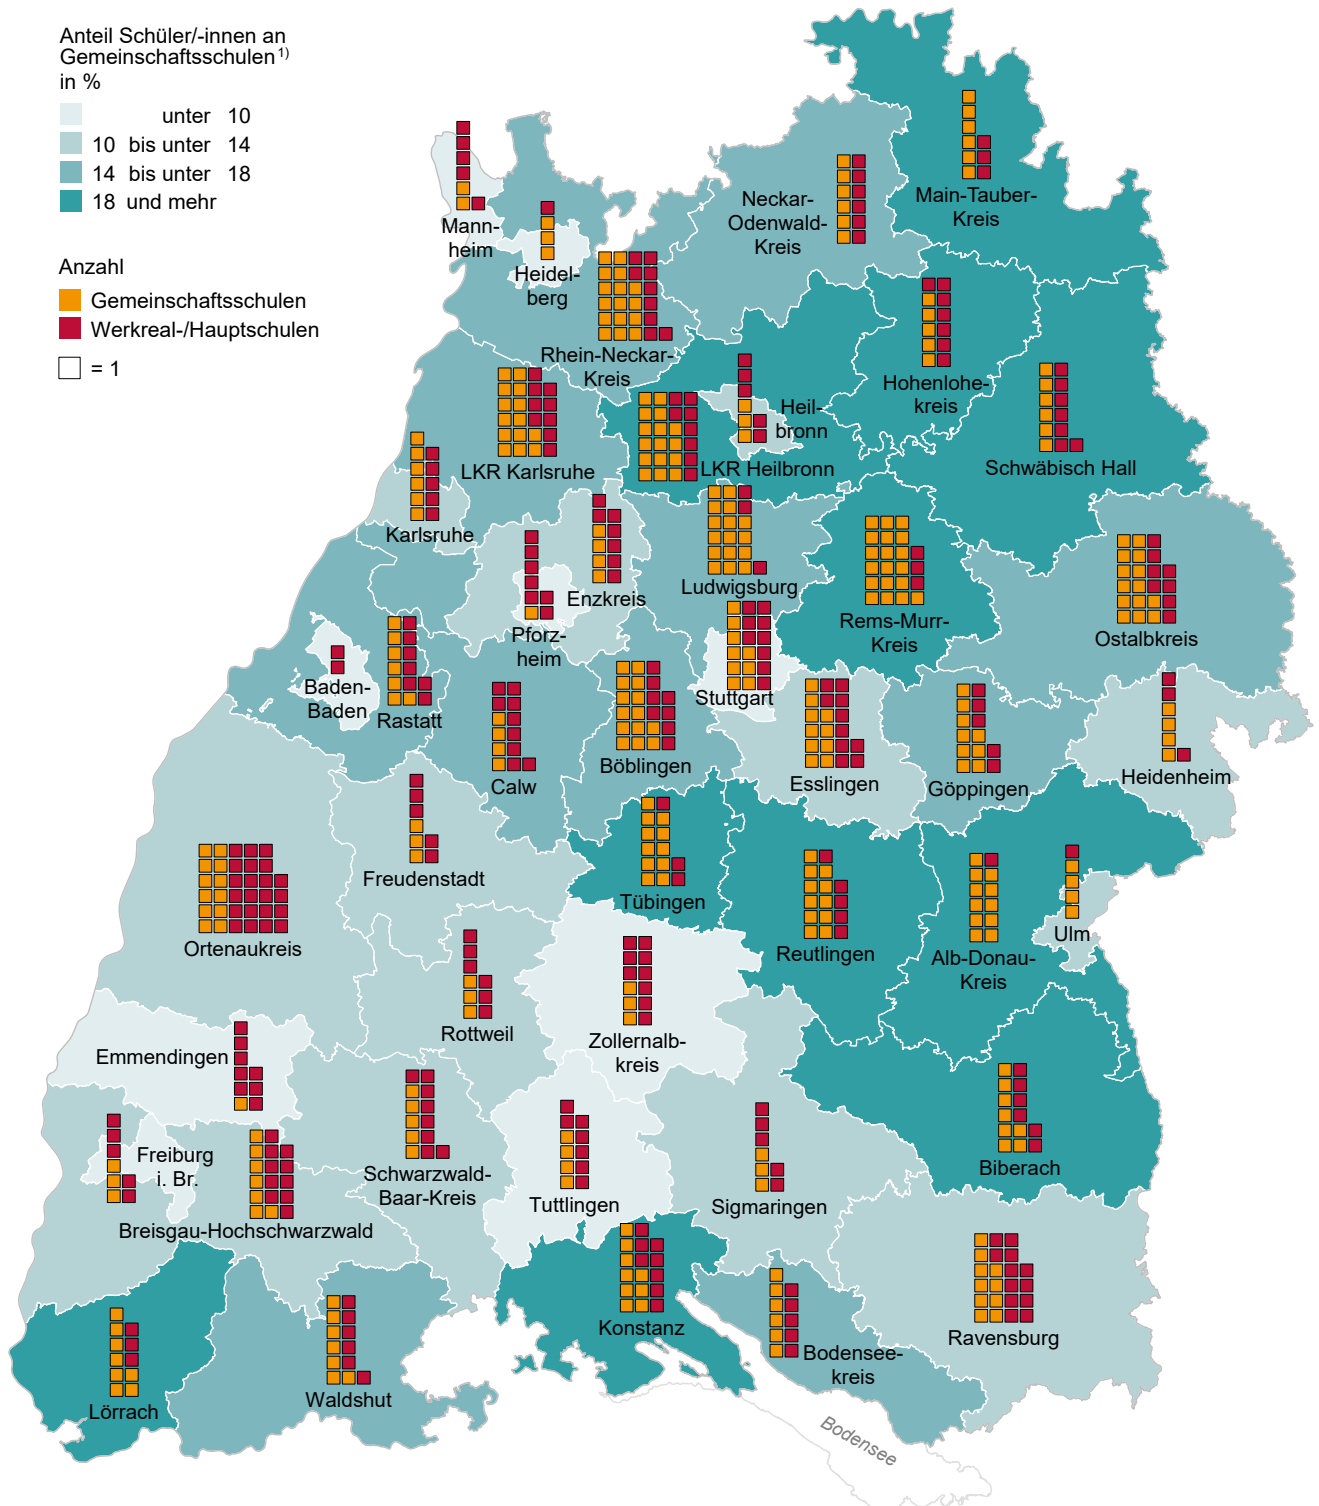 Anteil Schüler/-innen an
Gemeinschaftsschulen 1)
in %
unter 10
10 bis unter 14
14 bis unter 18
18 und mehr
Anzahl
Gemeinschaftsschulen
Werkreal-/Hauptschulen
= 1
Main-Tauber-
Kreis
Neckar-
Odenwald-
Kreis
Mann-
heim
Heidel-
berg
Rhein-Neckar-
Kreis
Hohenlohe-
kreis
Heil-
bronn
LKR Karlsruhe
LKR Heilbronn
Schwäbisch Hall
Karlsruhe
Enzkreis
Ludwigsburg
Rems-Murr-
Kreis
Ostalbkreis
Pforz-
heim
Baden-
Baden
Rastatt
Stuttgart
Böblingen
Esslingen
Göppingen
Heidenheim
Calw
Freudenstadt
Tübingen
Ortenaukreis
Reutlingen
Alb-Donau-
Kreis
Ulm
Rottweil
Zollernalb-
kreis
Emmendingen
Freiburg
i. Br.
Schwarzwald-
Baar-Kreis
Biberach
Breisgau-Hochschwarzwald
Tuttlingen
Sigmaringen
Konstanz
Ravensburg
Bodensee-
kreis
Waldshut
Lörrach
Bodensee